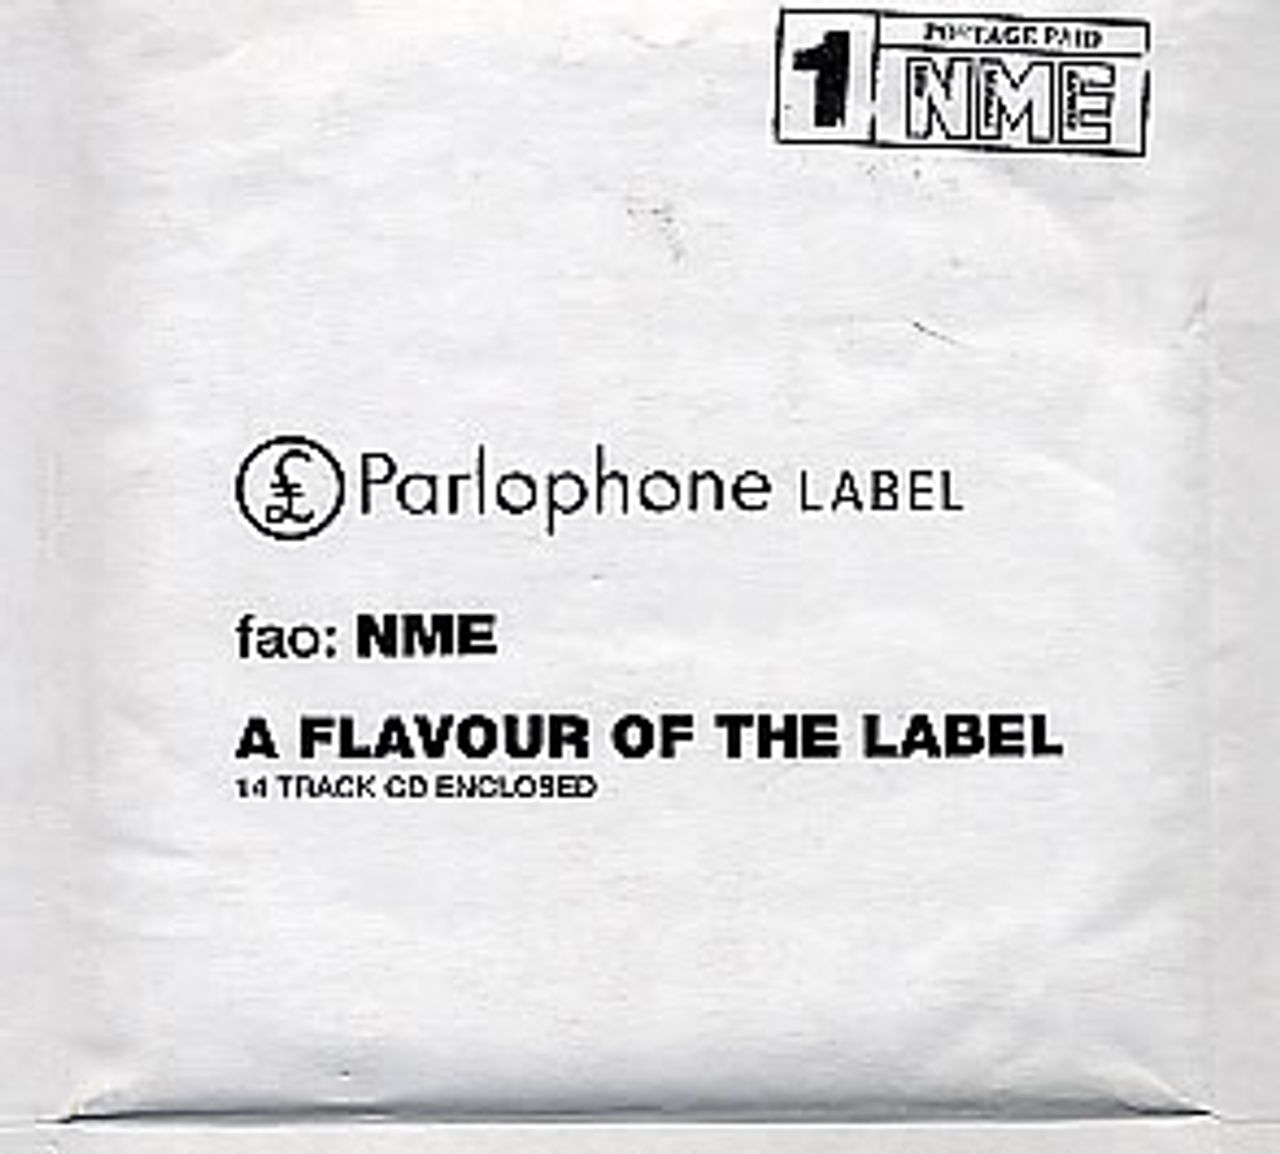 1 POSTAGE PAID
NME
£ Parlophone LABEL
fao: NME
A FLAVOUR OF THE LABEL
14 TRACK CD ENCLOSED